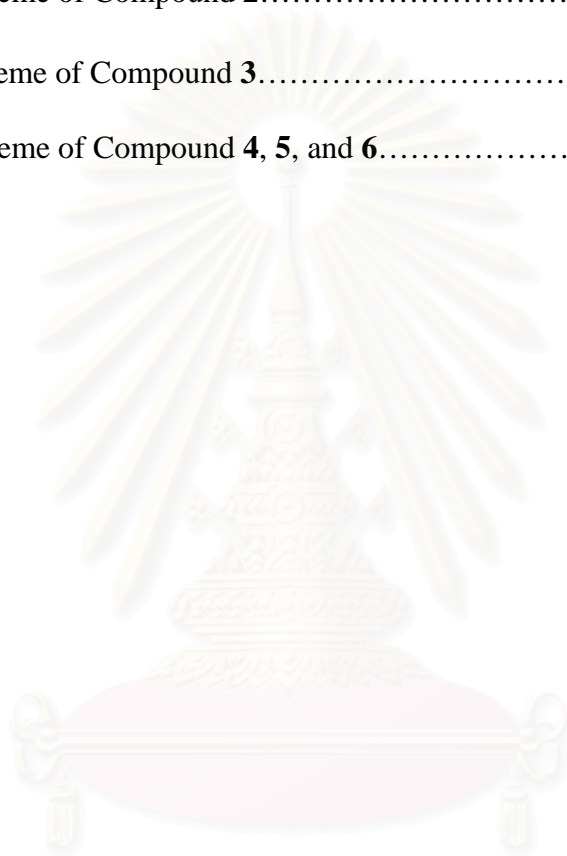 eme of Compound 2……………………………
eme of Compound 3……………………………
eme of Compound 4, 5, and 6………………